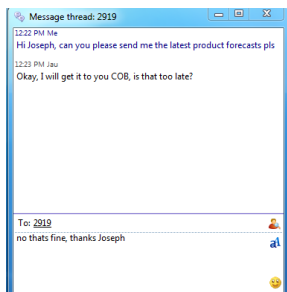 Message thread: 2919
12:22 PM Me
Hi Joseph, can you please send me the latest product forecasts pls
12:23 PM Jau
Okay, I will get it to you COB, is that too late?
To: 2919
no thats fine, thanks Joseph